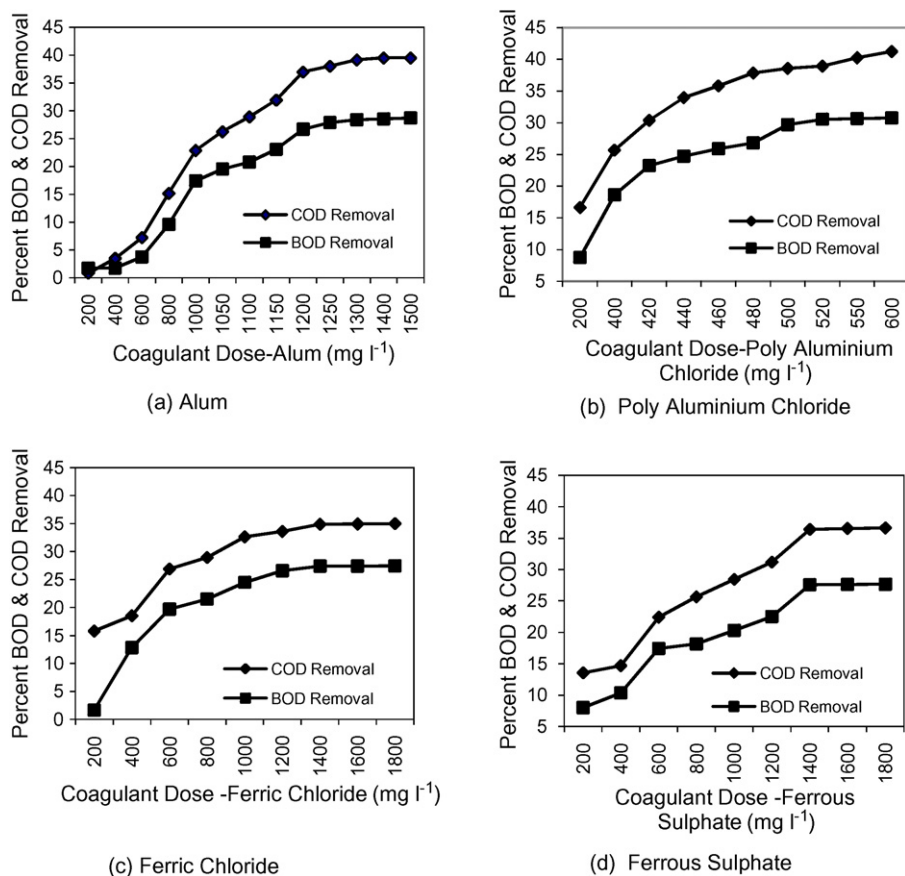 Percent BOD & COD Removal
45
40
35
30
25
20
15
10
5
0
COD Removal
BOD Removal
200 400 600 800 1000 1050 1100 1150 1200 1250 1300 1400 1500
Coagulant Dose-Alum (mg l⁻¹)
(a) Alum
Percent BOD & COD Removal
45
40
35
30
25
20
15
10
5
COD Removal
BOD Removal
200 400 420 440 460 480 500 520 550 600
Coagulant Dose-Poly Aluminium
Chloride (mg l⁻¹)
(b) Poly Aluminium Chloride
Percent BOD & COD Removal
45
40
35
30
25
20
15
10
5
0
COD Removal
BOD Removal
200 400 600 800 1000 1200 1400 1600 1800
Coagulant Dose -Ferric Chloride (mg l⁻¹)
(c) Ferric Chloride
Percent BOD & COD Removal
45
40
35
30
25
20
15
10
5
COD Removal
BOD Removal
200 400 600 800 1000 1200 1400 1600 1800
Coagulant Dose -Ferrous
Sulphate (mg l⁻¹)
(d) Ferrous Sulphate